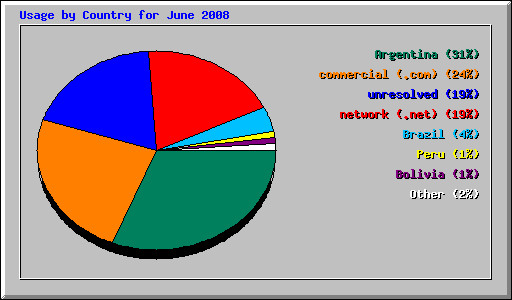 Usage by Country for June 2008
Argentina (31%)
commercial (.com) (24%)
unresolved (19%)
network (.net) (19%)
Brazil (4%)
Peru (1%)
Bolivia (1%)
Other (2%)